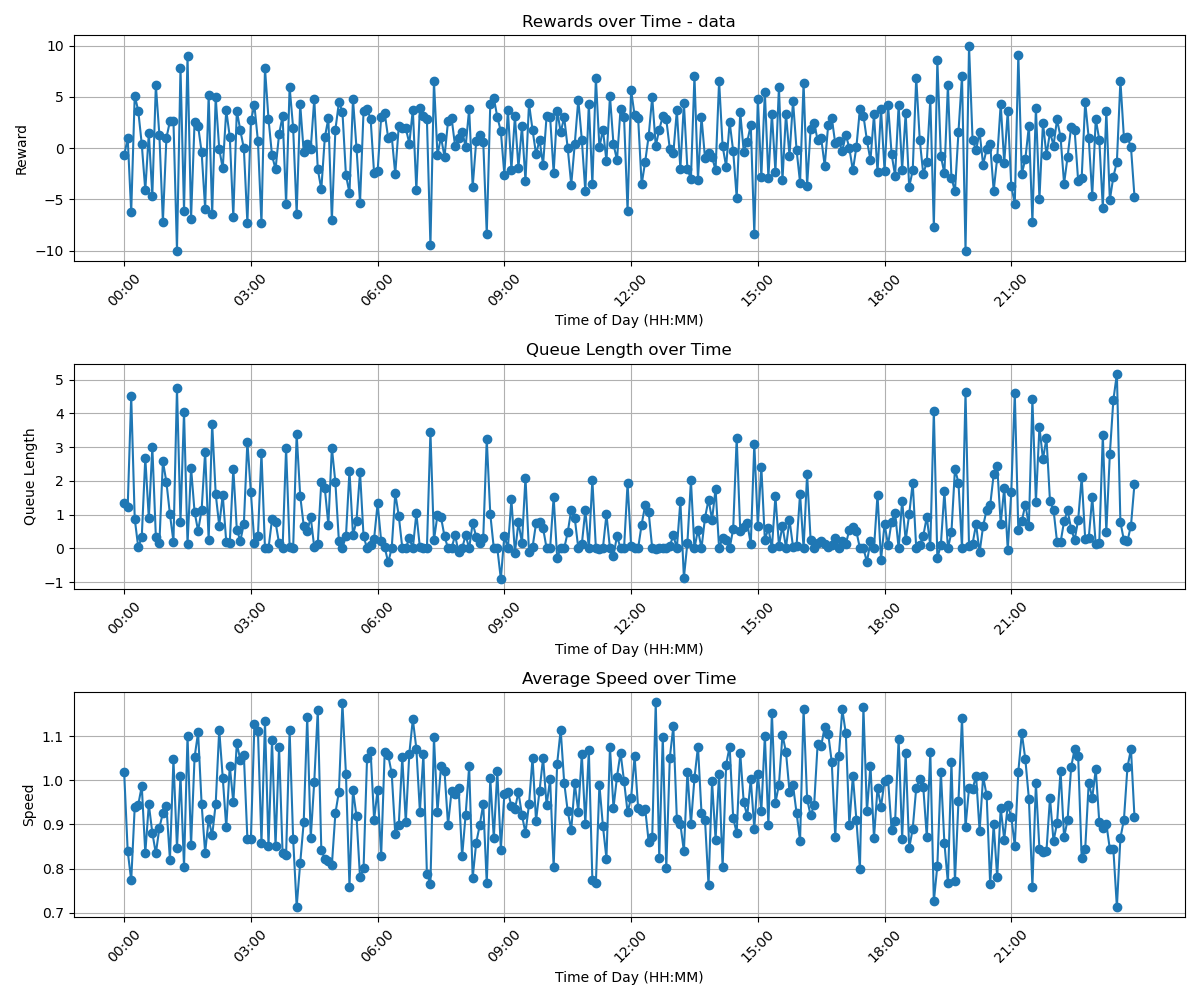 Rewards over Time - data
Reward
10
5
0
−5
−10
00:00 03:00 06:00 09:00 12:00 15:00 18:00 21:00
Time of Day (HH:MM)
Queue Length over Time
Queue Length
5
4
3
2
1
0
−1
00:00 03:00 06:00 09:00 12:00 15:00 18:00 21:00
Time of Day (HH:MM)
Average Speed over Time
Speed
1.1
1.0
0.9
0.8
0.7
00:00 03:00 06:00 09:00 12:00 15:00 18:00 21:00
Time of Day (HH:MM)